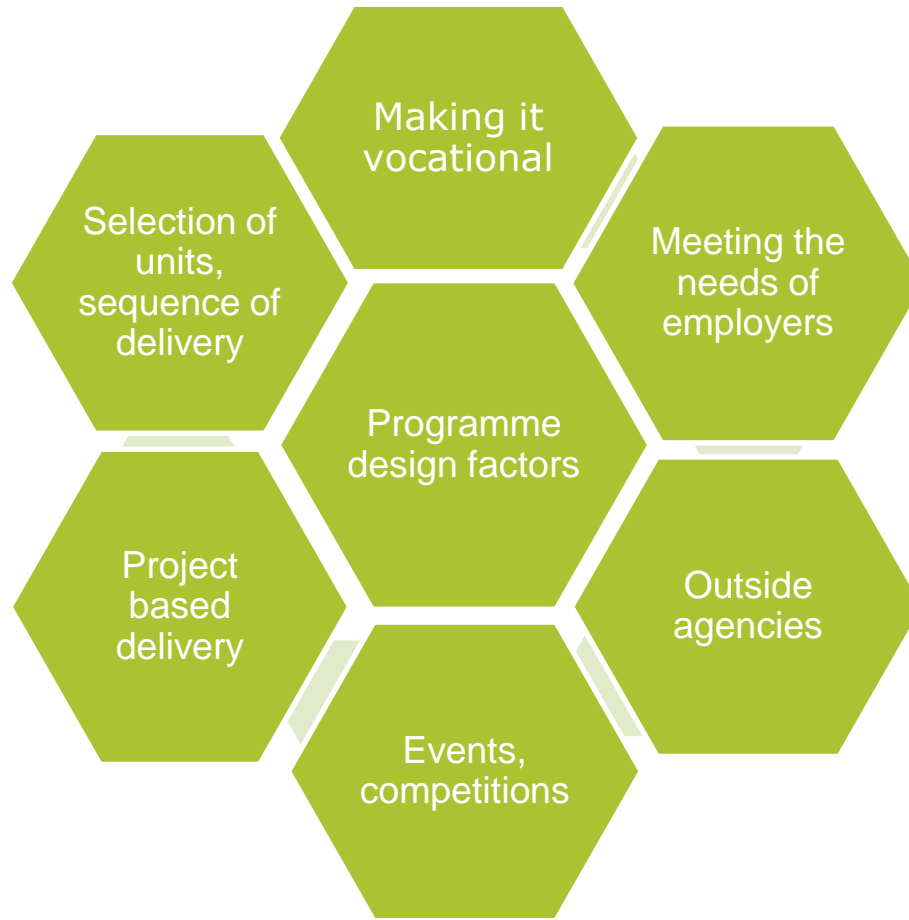 Making it
vocational
Selection of
units,
sequence of
delivery
Meeting the
needs of
employers
Programme
design factors
Project
based
delivery
Outside
agencies
Events,
competitions